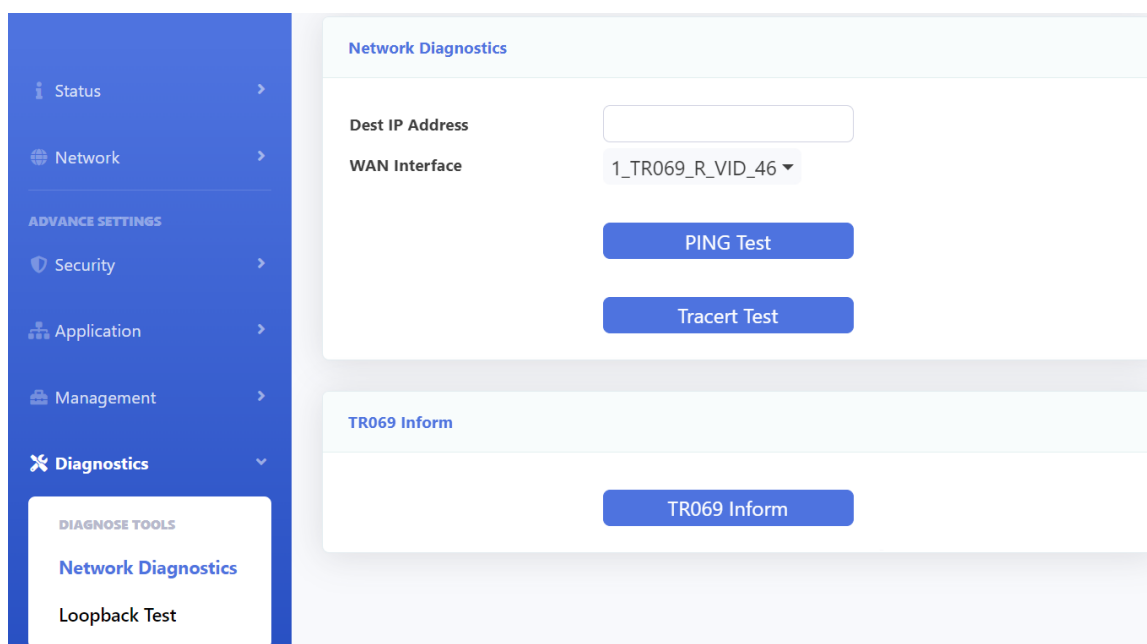 Status
Network
ADVANCE SETTINGS
Security
Application
Management
Diagnostics
DIAGNOSE TOOLS
Network Diagnostics
Loopback Test
Network Diagnostics
Dest IP Address
WAN Interface 1_TR069_R_VID_46
PING Test
Tracert Test
TR069 Inform
TR069 Inform